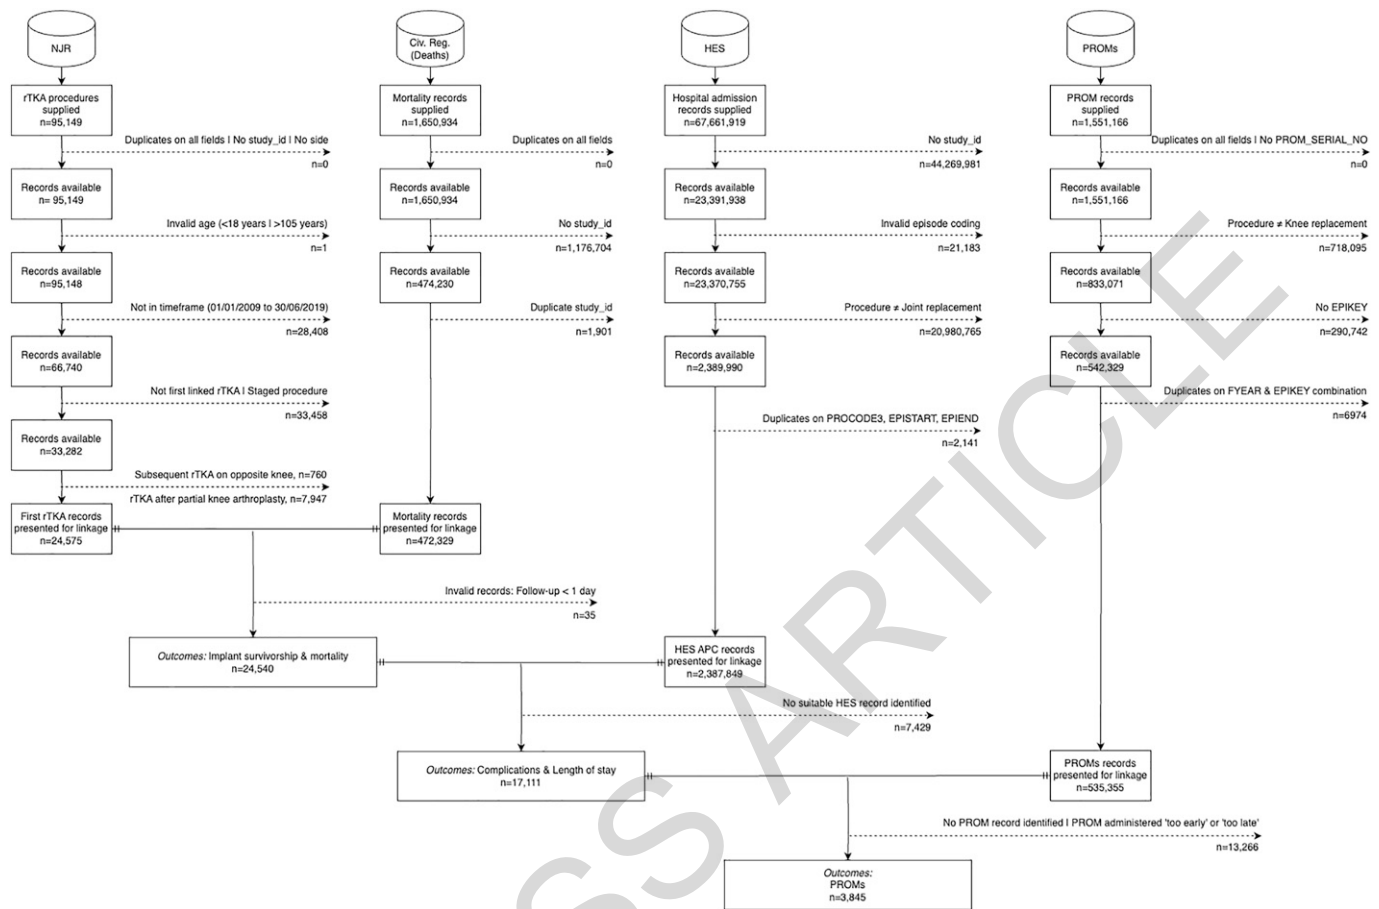 NJR
Civ. Reg.
(Deaths)
HES
PROMs
rTKA procedures
supplied
n=95,149
Mortality records
supplied
n=1,650,934
Hospital admission
records supplied
n=67,661,919
PROM records
supplied
n=1,551,166
Duplicates on all fields | No study_id | No side
n=0
Duplicates on all fields
n=0
No study_id
n=44,269,981
Duplicates on all fields | No PROM_SERIAL_NO
n=0
Records available
n= 95,149
Records available
n=1,650,934
Records available
n=23,391,938
Records available
n=1,551,166
Invalid age (<18 years | >105 years)
n=1
No study_id
n=1,176,704
Invalid episode coding
n=21,183
Procedure ≠ Knee replacement
n=718,095
Records available
n=95,148
Records available
n=474,230
Records available
n=23,370,755
Records available
n=833,071
Not in timeframe (01/01/2009 to 30/06/2019)
n=28,408
Duplicate study_id
n=1,901
Procedure ≠ Joint replacement
n=20,980,765
No EPIKEY
n=290,742
Records available
n=66,740
Records available
n=2,389,990
Records available
n=542,329
Not first linked rTKA | Staged procedure
n=33,458
Duplicates on FYEAR & EPIKEY combination
n=6974
Records available
n=33,282
Duplicates on PROCODE3, EPISTART, EPIEND
n=2,141
Subsequent rTKA on opposite knee, n=760
rTKA after partial knee arthroplasty, n=7,947
First rTKA records
presented for linkage
n=24,575
Mortality records
presented for linkage
n=472,329
Invalid records: Follow-up < 1 day
n=35
Outcomes: Implant survivorship & mortality
n=24,540
HES APC records
presented for linkage
n=2,387,849
No suitable HES record identified
n=7,429
Outcomes: Complications & Length of stay
n=17,111
PROMs records
presented for linkage
n=535,355
No PROM record identified | PROM administered 'too early' or 'too late'
n=13,266
Outcomes:
PROMs
n=3,845
SS ARTICLE